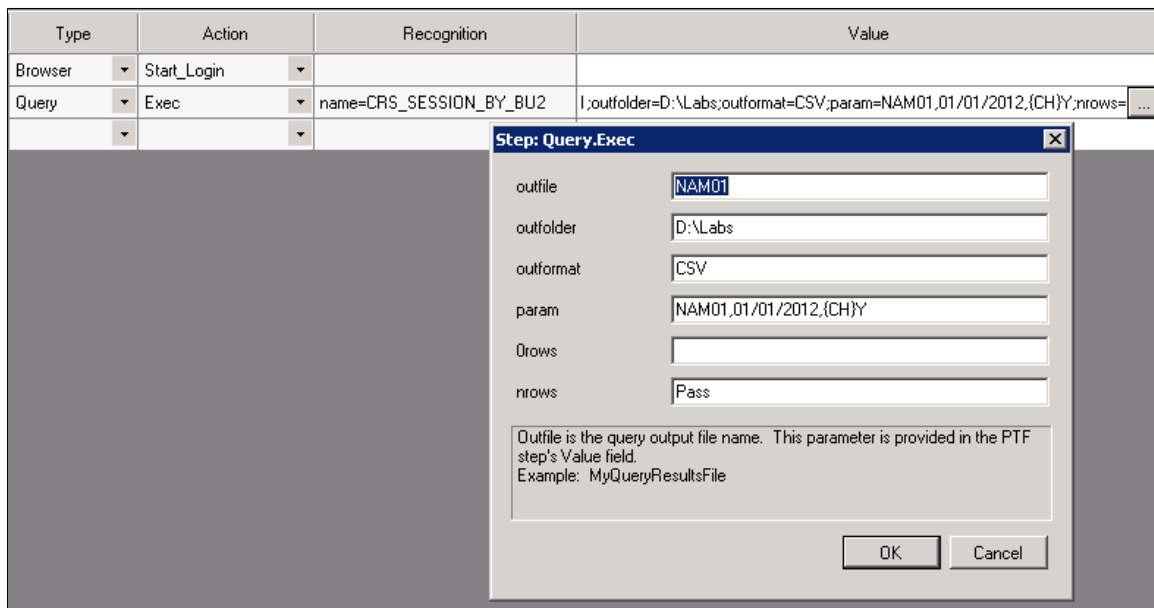 Type Action Recognition Value
Browser Start_Login
Query Exec name=CRS_SESSION_BY_BU2 ;outfolder=D:\Labs;outformat=CSV;param=NAM01,01/01/2012,{CH}Y;nrows= ...
Step: Query.Exec
outfile NAM01
outfolder D:\Labs
outformat CSV
param NAM01,01/01/2012,{CH}Y
0rows
nrows Pass
Outfile is the query output file name. This parameter is provided in the PTF
step's Value field.
Example: MyQueryResultsFile
OK Cancel